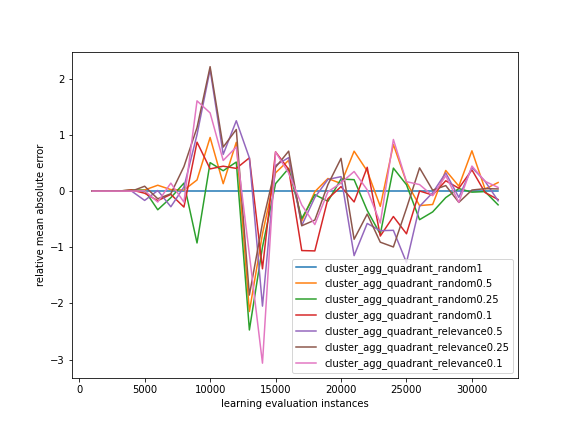 2
1
0
−1
−2
−3
relative mean absolute error
0
5000
10000
15000
20000
25000
30000
learning evaluation instances
cluster_agg_quadrant_random1
cluster_agg_quadrant_random0.5
cluster_agg_quadrant_random0.25
cluster_agg_quadrant_random0.1
cluster_agg_quadrant_relevance0.5
cluster_agg_quadrant_relevance0.25
cluster_agg_quadrant_relevance0.1